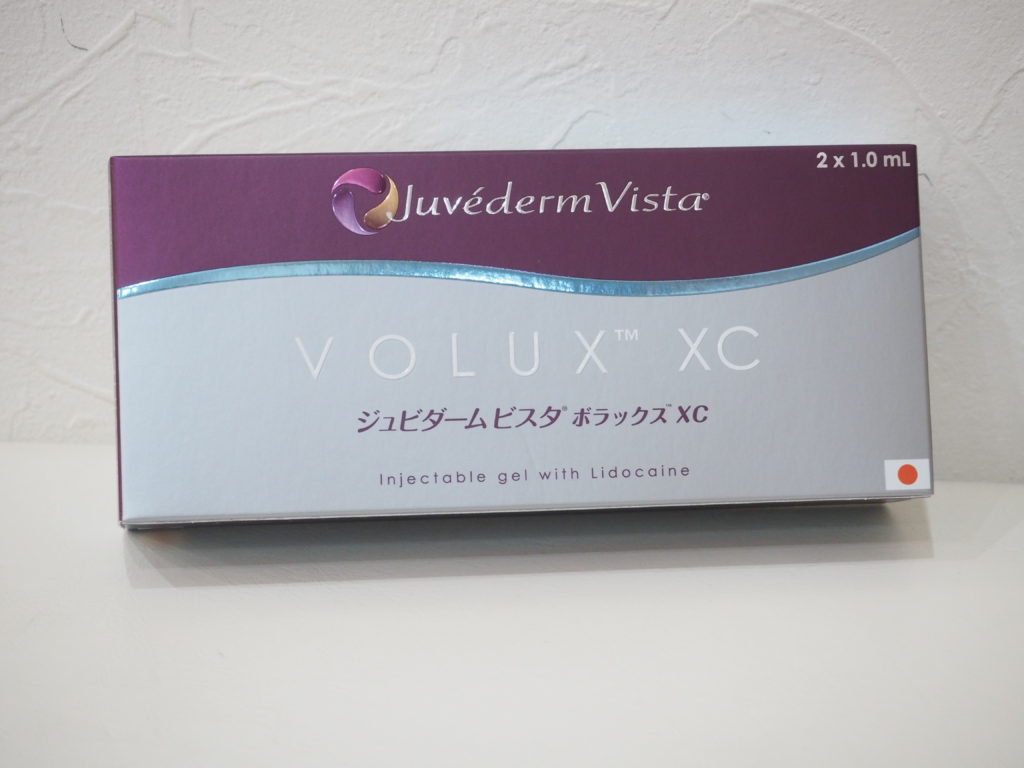 2 x 1.0 mL
Juvéderm Vista®
VOLUX™ XC
ジュビダーム ビスタ® ボラックス™ XC
Injectable gel with Lidocaine